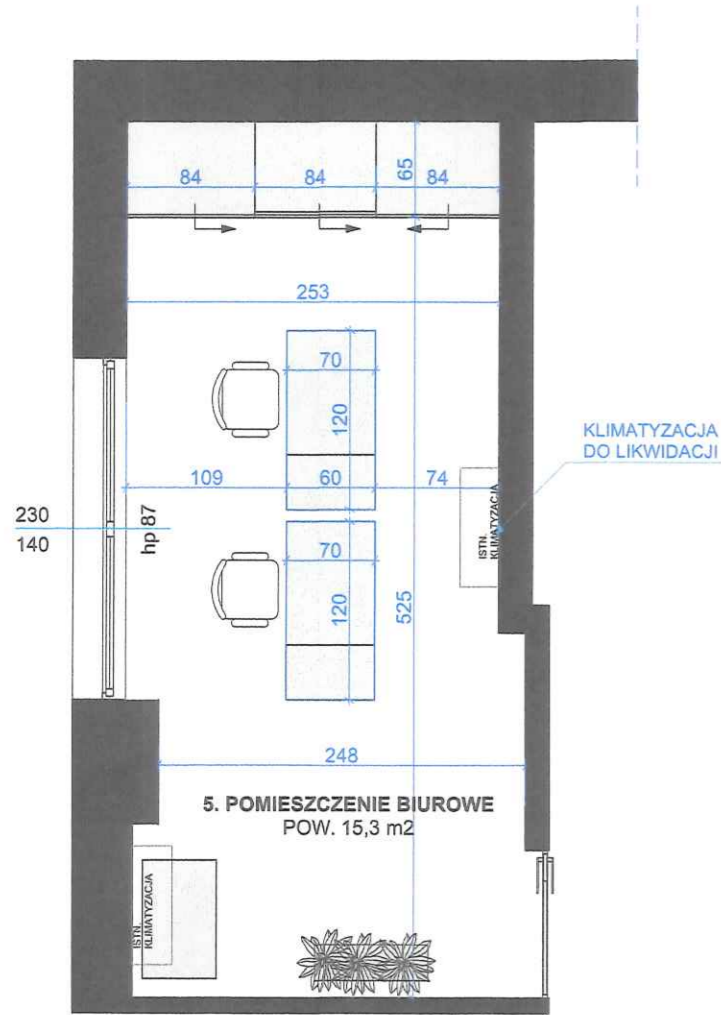 84
84
84
65
253
70
120
109
60
74
KLIMATYZACJA
DO LIKWIDACJI
ISTN.
KLIMATYZACJA
230
140
hp 87
70
120
525
248
5. POMIESZCZENIE BIUROWE
POW. 15,3 m2
ISTN.
KLIMATYZACJA